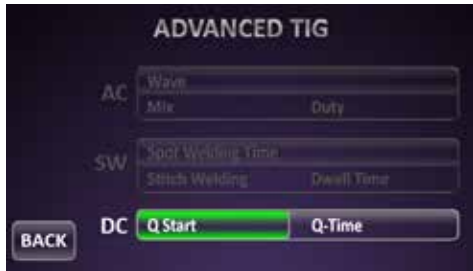 ADVANCED TIG
AC
Wave
Mix Duty
SW
Spot Welding Time
Stitch Welding Dwell Time
DC Q Start Q-Time
BACK